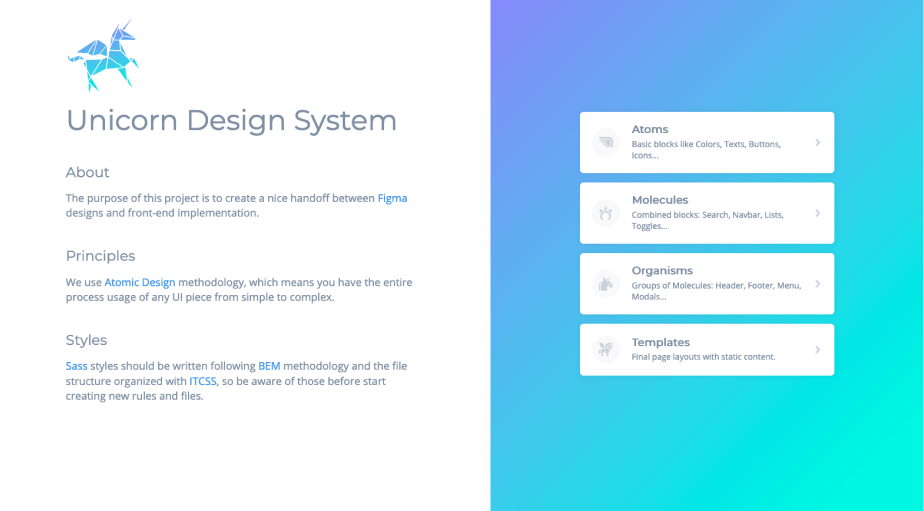 Unicorn Design System
About
The purpose of this project is to create a nice handoff between Figma
designs and front-end implementation.
Principles
We use Atomic Design methodology, which means you have the entire
process usage of any UI piece from simple to complex.
Styles
Sass styles should be written following BEM methodology and the file
structure organized with ITCSS, so be aware of those before start
creating new rules and files.
Atoms
Basic blocks like Colors, Texts, Buttons,
Icons...
Molecules
Combined blocks: Search, Navbar, Lists,
Toggles...
Organisms
Groups of Molecules: Header, Footer, Menu,
Modals...
Templates
Final page layouts with static content.